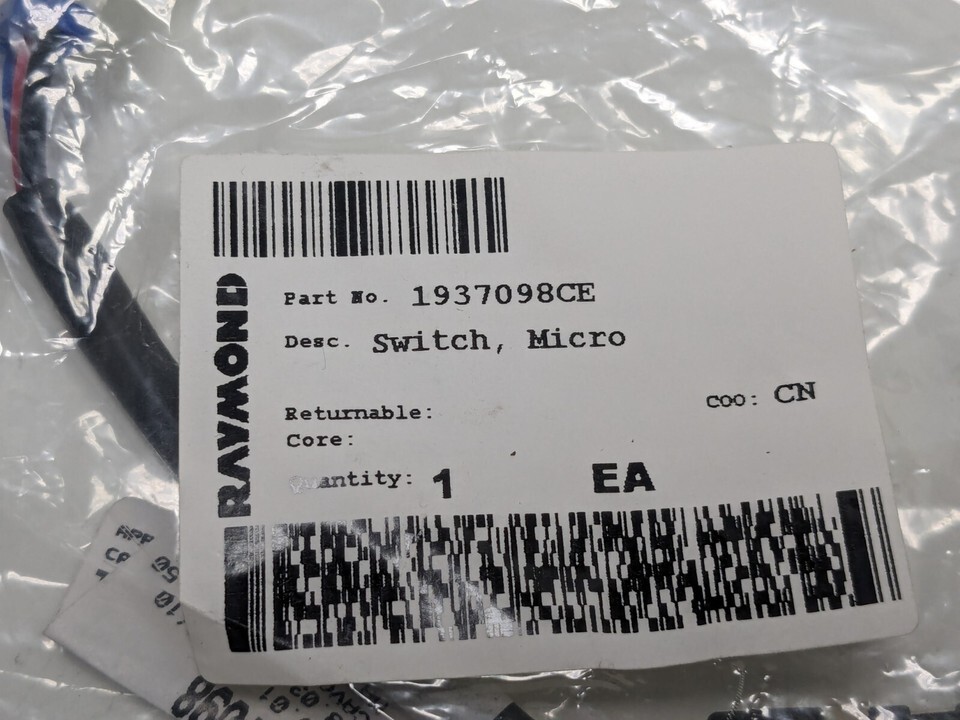 RAYMOND
Part No. 1937098CE
Desc. Switch, Micro
COO: CN
Returnable:
Core:
Quantity: 1 EA